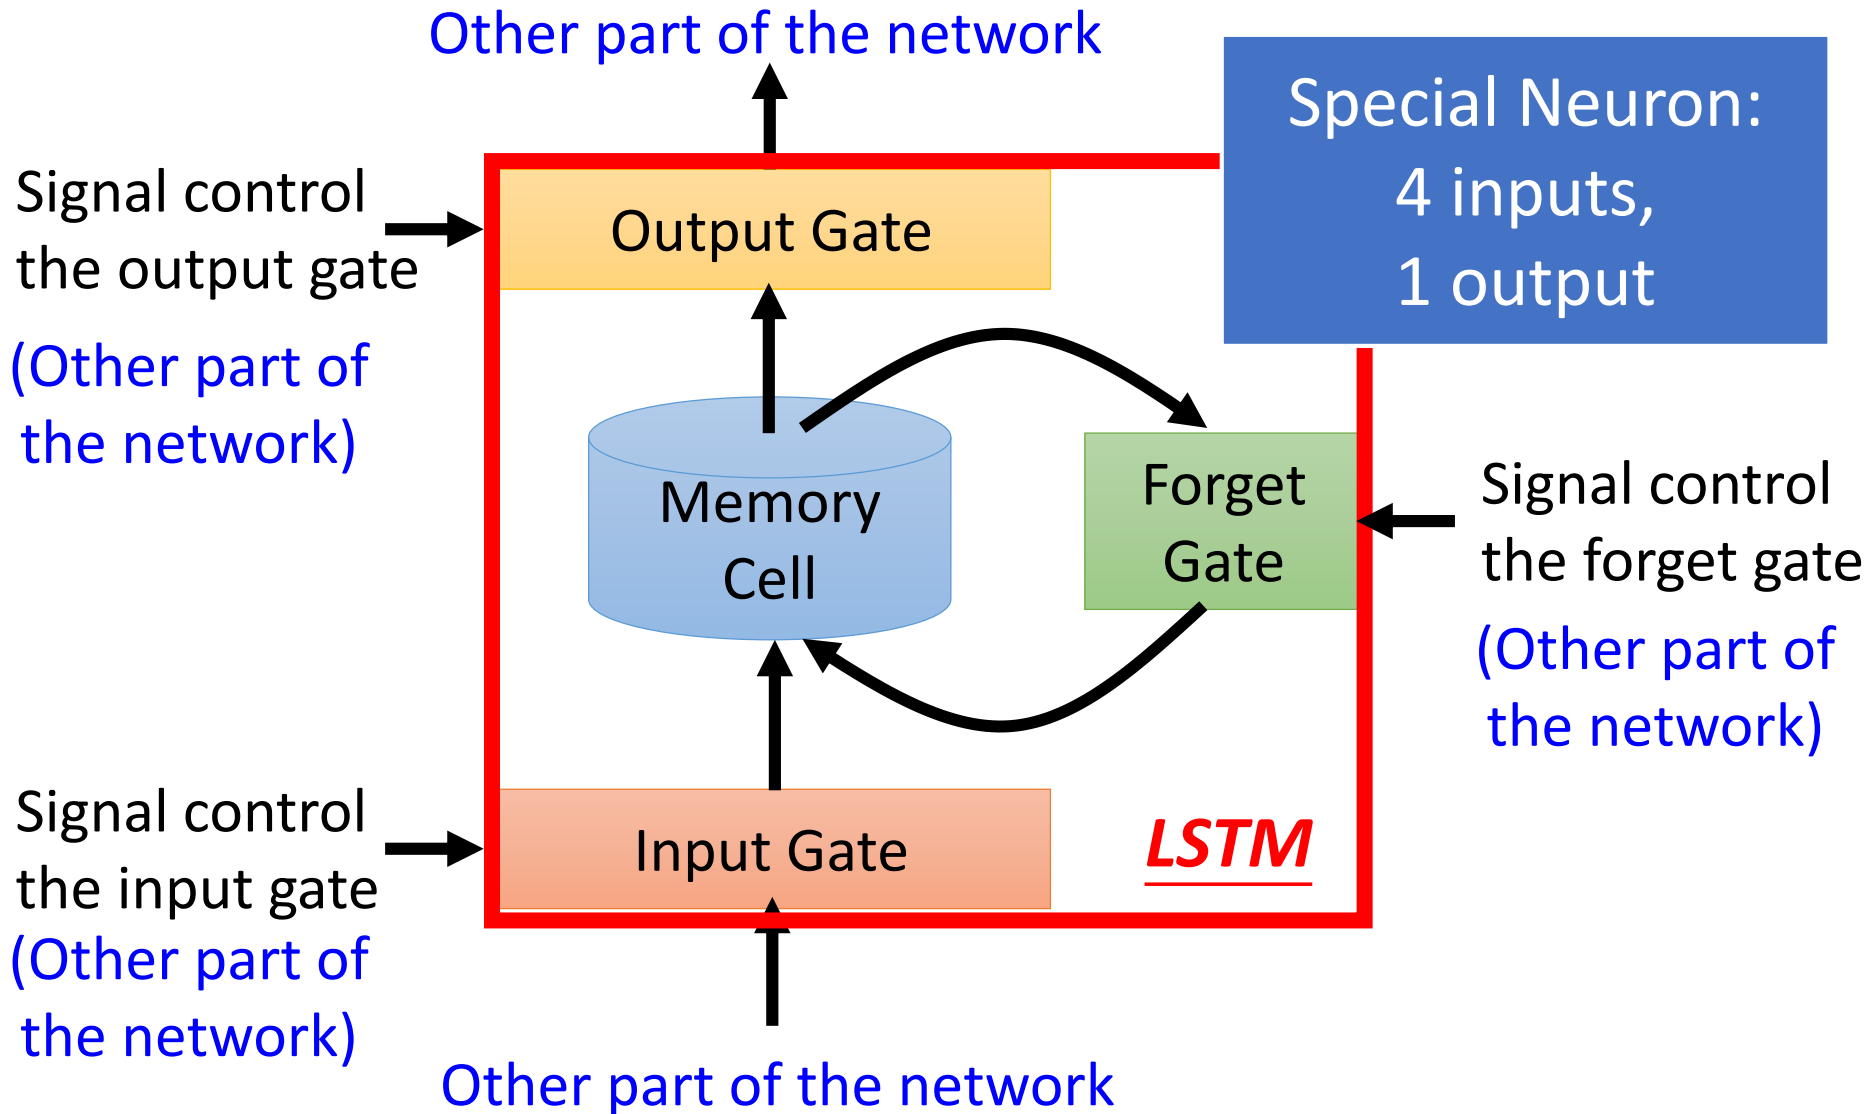 Other part of the network
Special Neuron:
4 inputs,
1 output
Signal control
the output gate
(Other part of
the network)
Output Gate
Memory
Cell
Forget
Gate
Signal control
the forget gate
(Other part of
the network)
Signal control
the input gate
(Other part of
the network)
Input Gate
LSTM
Other part of the network